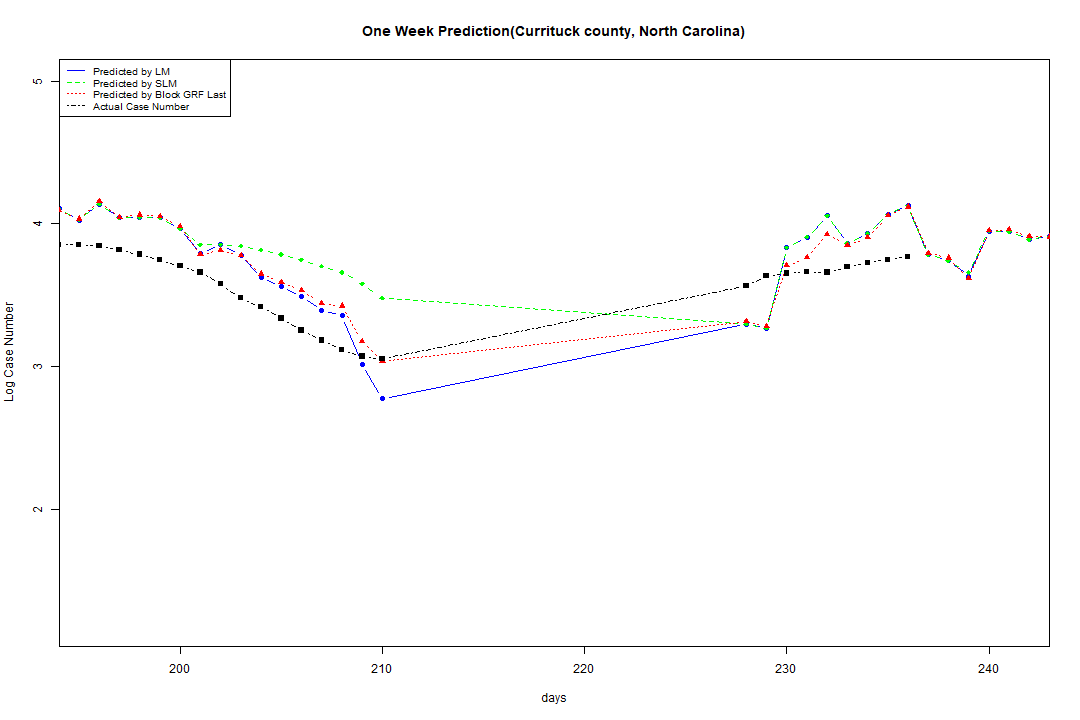 One Week Prediction(Currituck county, North Carolina)
Predicted by LM
Predicted by SLM
Predicted by Block GRF Last
Actual Case Number
5
4
3
2
Log Case Number
200
210
220
230
240
days